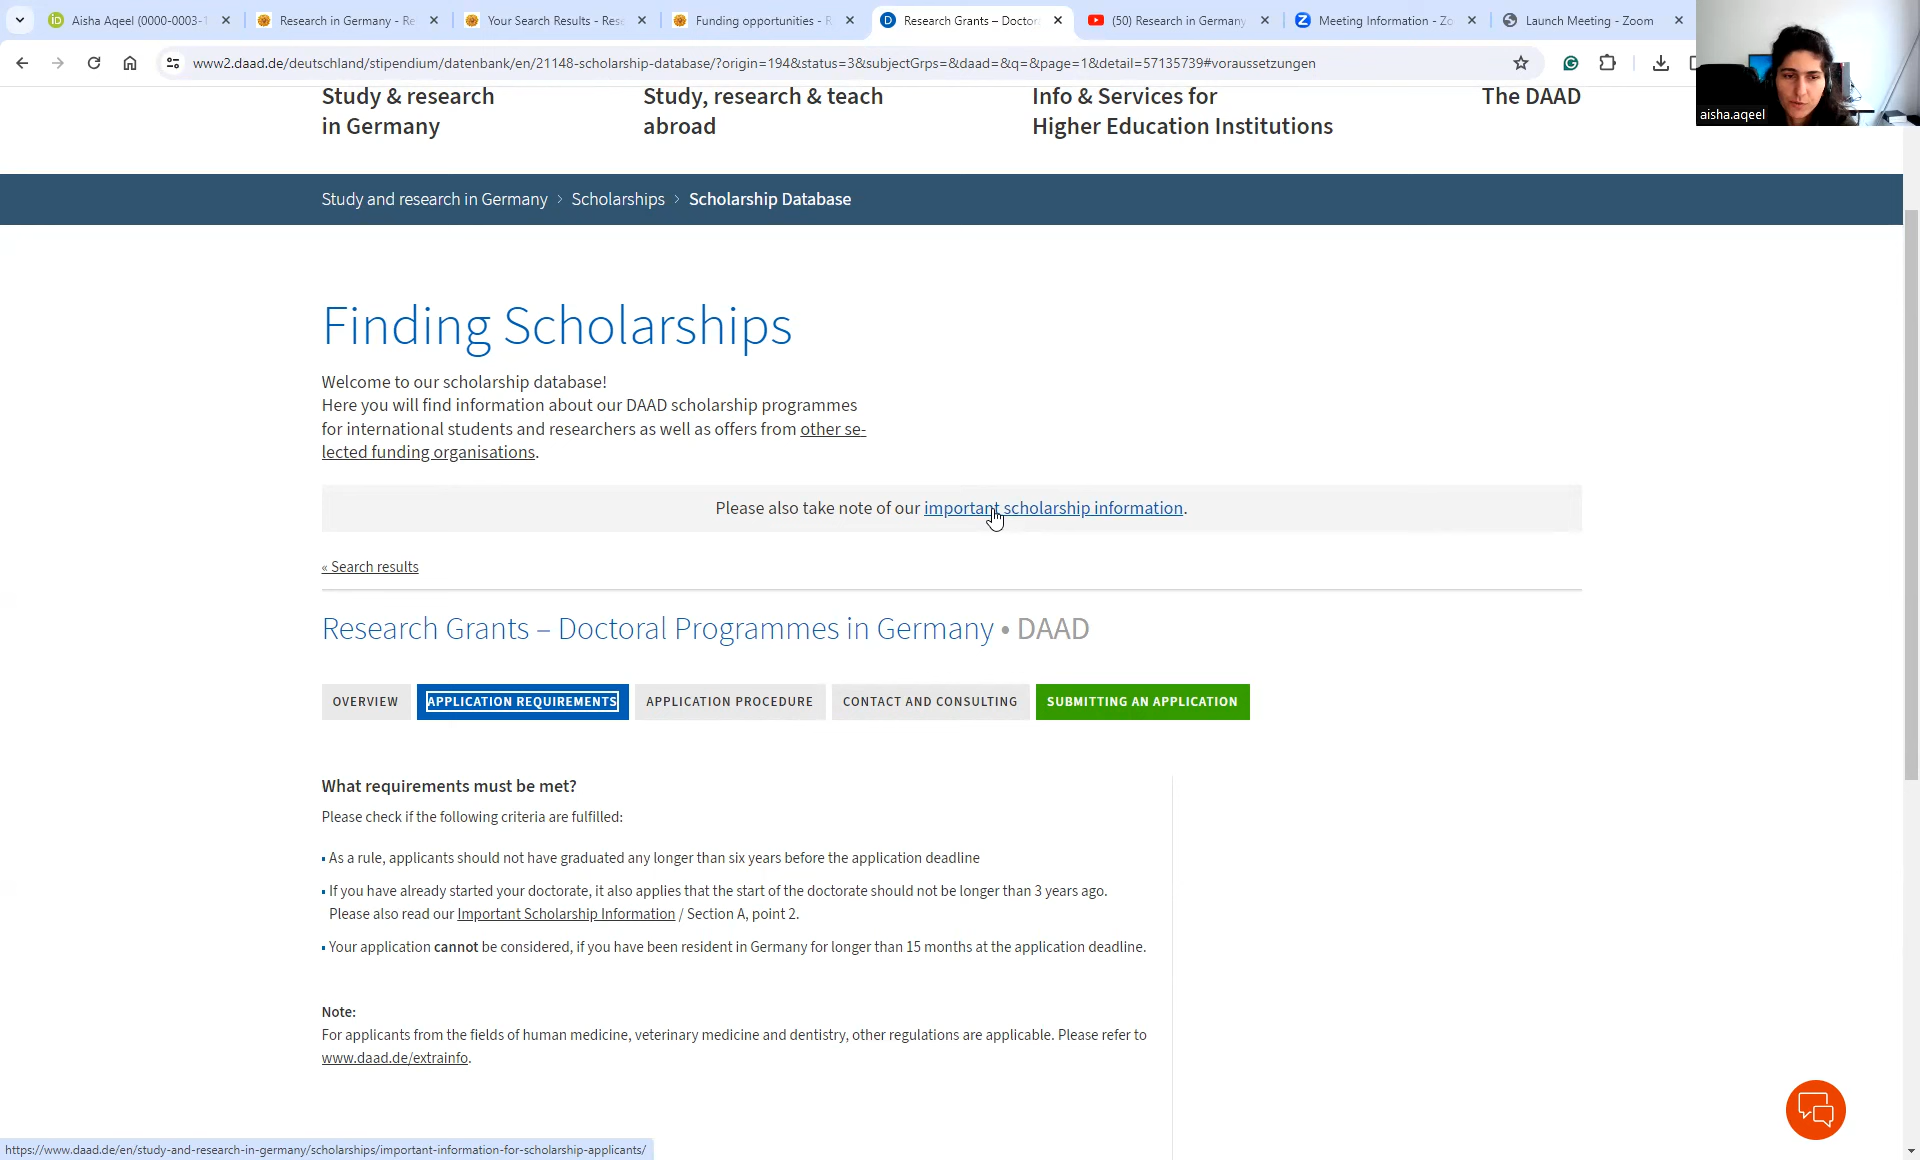 Aisha Aqeel (0000-0003-1
Research in Germany - Re
Your Search Results - Rese
Funding opportunities - R
Research Grants – Doctor
(50) Research in Germany
Meeting Information - Zo
Launch Meeting - Zoom
www2.daad.de/deutschland/stipendium/datenbank/en/21148-scholarship-database/?origin=194&status=3&subjectGrps=&daad=&q=&page=1&detail=57135739#voraussetzungen
aisha.aqeel
Study & research
in Germany
Study, research & teach
abroad
Info & Services for
Higher Education Institutions
The DAAD
Study and research in Germany > Scholarships > Scholarship Database
Finding Scholarships
Welcome to our scholarship database!
Here you will find information about our DAAD scholarship programmes
for international students and researchers as well as offers from other se-
lected funding organisations.
Please also take note of our important scholarship information.
« Search results
Research Grants – Doctoral Programmes in Germany • DAAD
OVERVIEW
APPLICATION REQUIREMENTS
APPLICATION PROCEDURE
CONTACT AND CONSULTING
SUBMITTING AN APPLICATION
What requirements must be met?
Please check if the following criteria are fulfilled:
▪ As a rule, applicants should not have graduated any longer than six years before the application deadline
▪ If you have already started your doctorate, it also applies that the start of the doctorate should not be longer than 3 years ago.
Please also read our Important Scholarship Information / Section A, point 2.
▪ Your application cannot be considered, if you have been resident in Germany for longer than 15 months at the application deadline.
Note:
For applicants from the fields of human medicine, veterinary medicine and dentistry, other regulations are applicable. Please refer to
www.daad.de/extrainfo.
https://www.daad.de/en/study-and-research-in-germany/scholarships/important-information-for-scholarship-applicants/